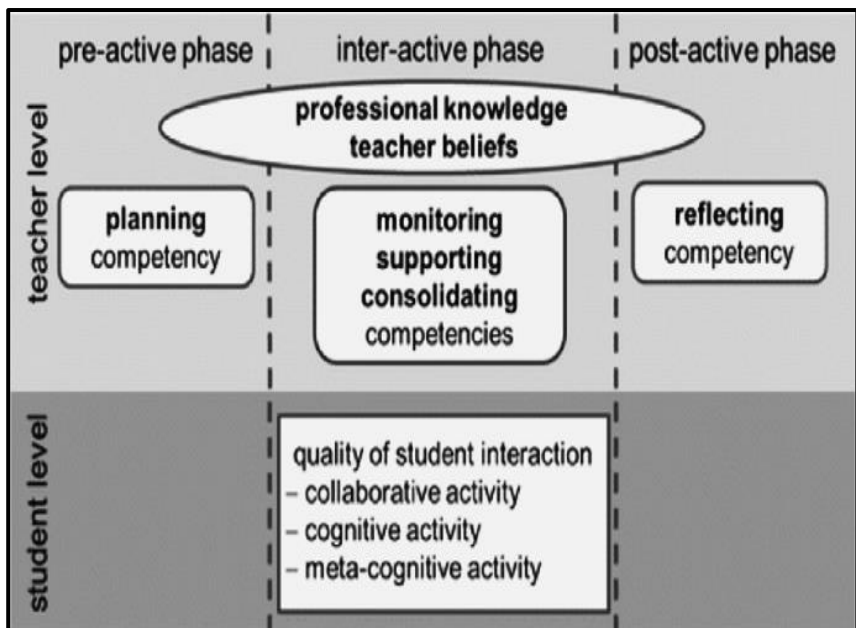 pre-active phase
inter-active phase
post-active phase
teacher level
professional knowledge
teacher beliefs
planning
competency
monitoring
supporting
consolidating
competencies
reflecting
competency
student level
quality of student interaction
– collaborative activity
– cognitive activity
– meta-cognitive activity